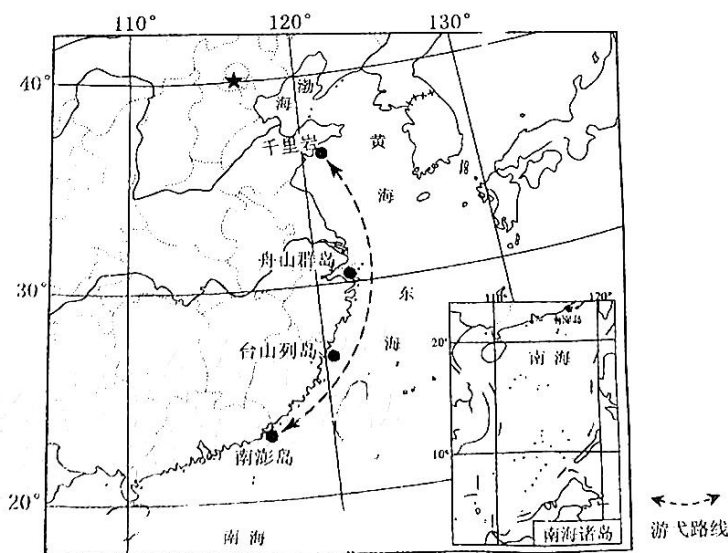 110°
120°
130°
40°
渤
海
千里岩
黄
海
舟山群岛
30°
东
海
台山列岛
120°
20°
南海
10°
南澎岛
20°
南海
南海诸岛
游弋路线